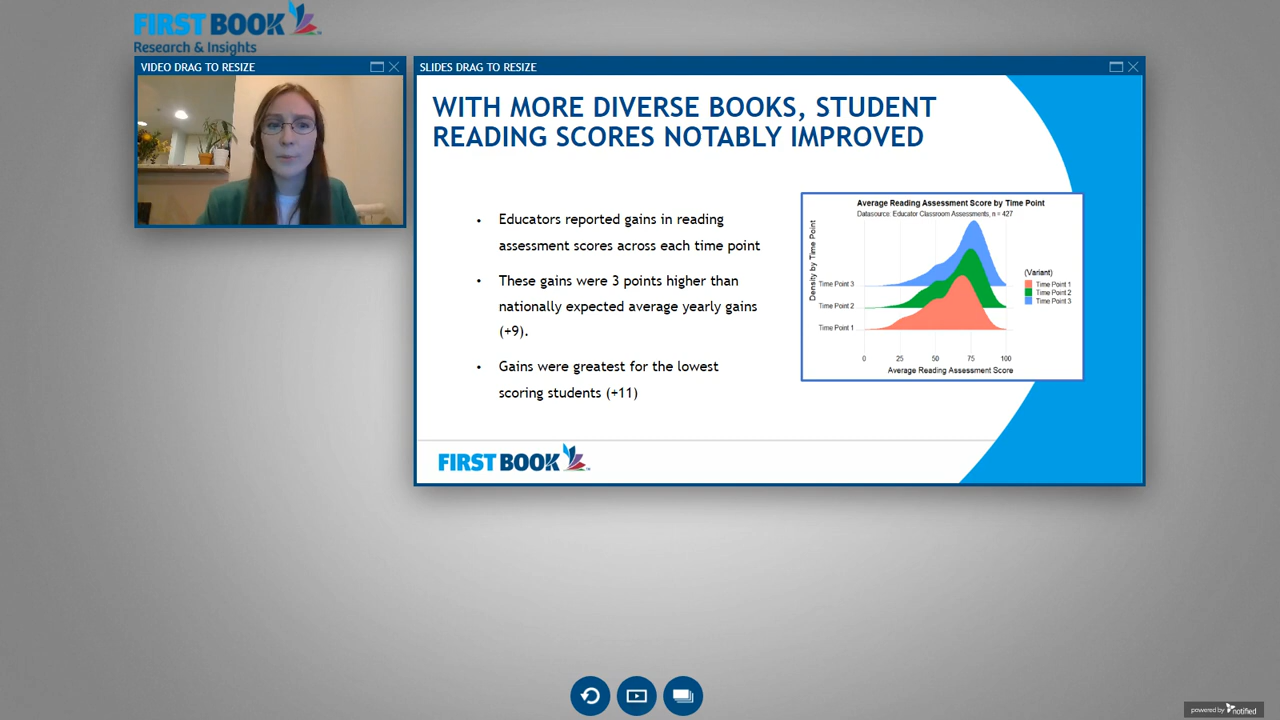 FIRST BOOK
Research & Insights
VIDEO DRAG TO RESIZE
SLIDES DRAG TO RESIZE
WITH MORE DIVERSE BOOKS, STUDENT
READING SCORES NOTABLY IMPROVED
• Educators reported gains in reading
assessment scores across each time point
• These gains were 3 points higher than
nationally expected average yearly gains
(+9).
• Gains were greatest for the lowest
scoring students (+11)
Average Reading Assessment Score by Time Point
Datasource: Educator Classroom Assessments, n = 427
Density by Time Point
Time Point 3
Time Point 2
Time Point 1
(Variant)
Time Point 1
Time Point 2
Time Point 3
0 25 50 75 100
Average Reading Assessment Score
FIRST BOOK
powered by notified